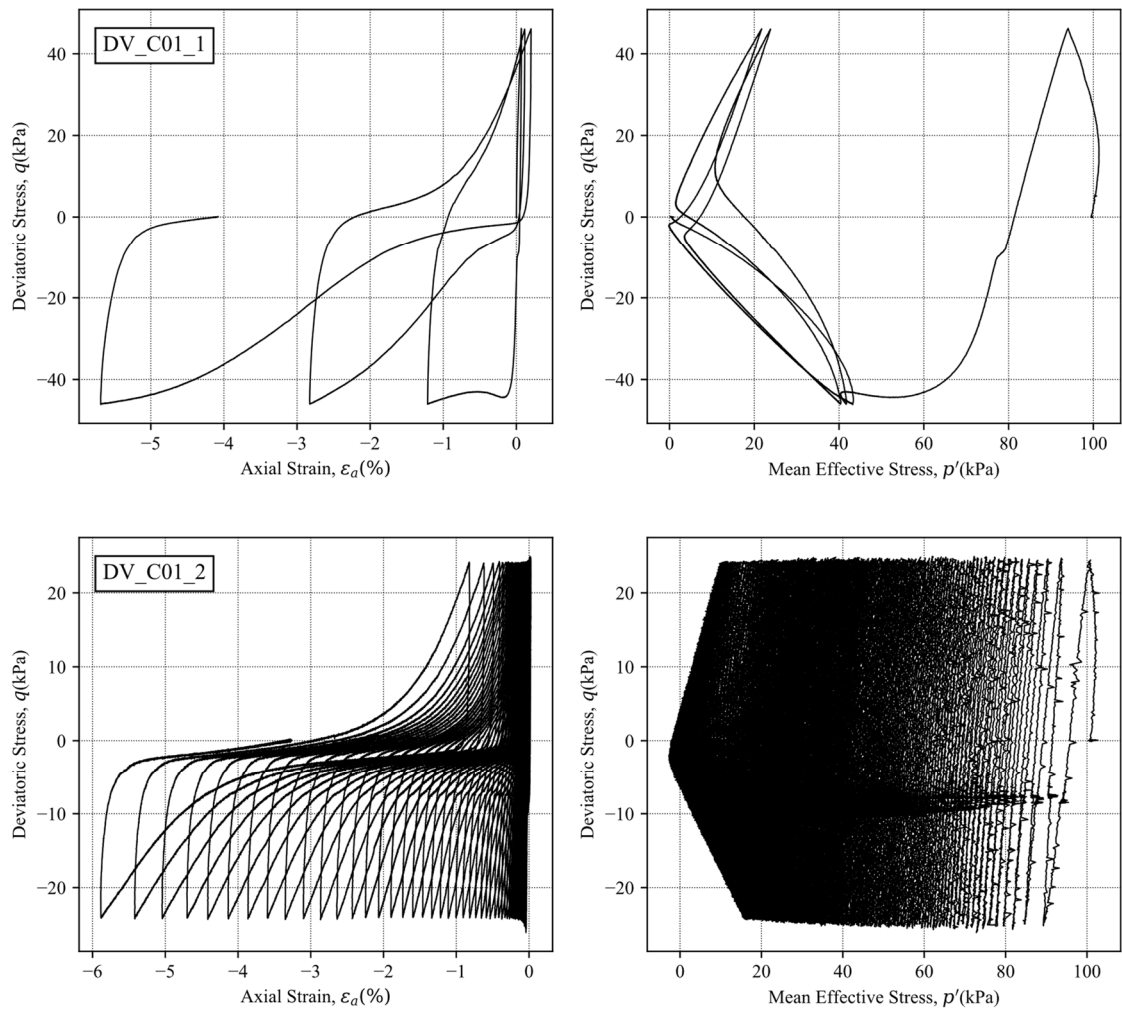 DV_C01_1
40
20
0
−20
−40
Deviatoric Stress, q(kPa)
−5 −4 −3 −2 −1 0
Axial Strain, εa(%)
40
20
0
−20
−40
Deviatoric Stress, q(kPa)
0 20 40 60 80 100
Mean Effective Stress, p′(kPa)
DV_C01_2
20
10
0
−10
−20
Deviatoric Stress, q(kPa)
−6 −5 −4 −3 −2 −1 0
Axial Strain, εa(%)
20
10
0
−10
−20
Deviatoric Stress, q(kPa)
0 20 40 60 80 100
Mean Effective Stress, p′(kPa)